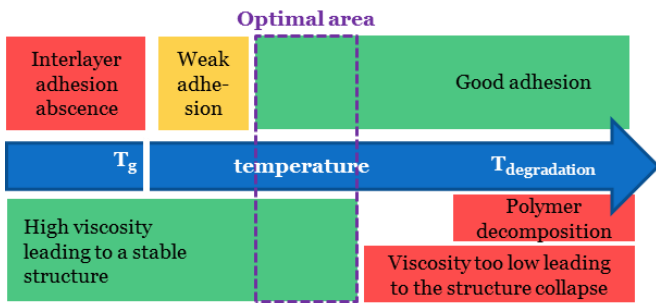 Optimal area
Interlayer
adhesion
abscence
Weak
adhe-
sion
Good adhesion
Tg
temperature
Tdegradation
High viscosity
leading to a stable
structure
Polymer
decomposition
Viscosity too low leading
to the structure collapse